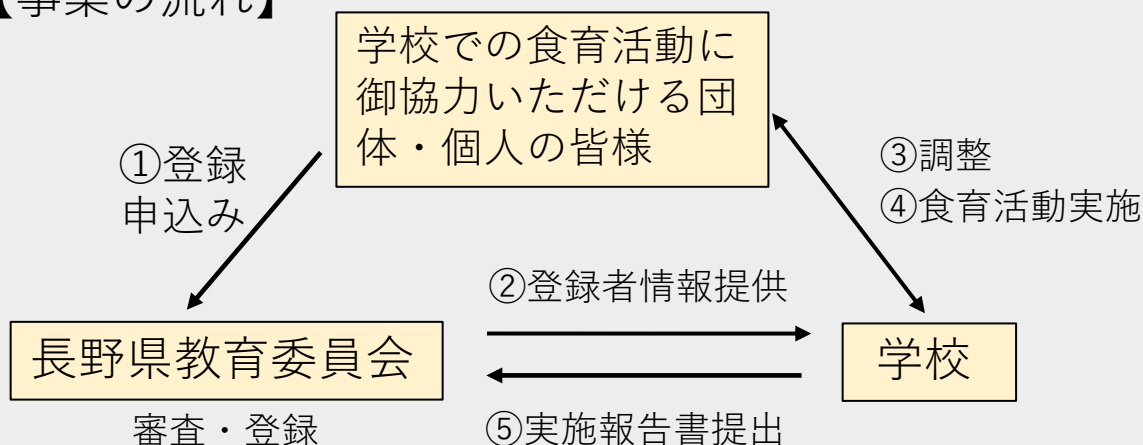 【事業の流れ】
学校での食育活動に
御協力いただける団
体・個人の皆様
①登録
申込み
③調整
④食育活動実施
②登録者情報提供
長野県教育委員会
学校
審査・登録
⑤実施報告書提出